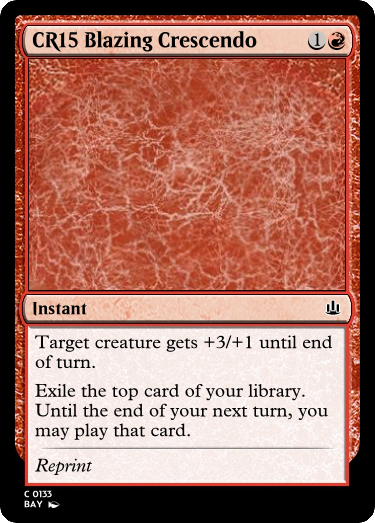 CR15 Blazing Crescendo 1
Instant
Target creature gets +3/+1 until end
of turn.
Exile the top card of your library.
Until the end of your next turn, you
may play that card.
Reprint
C 0133
BAY